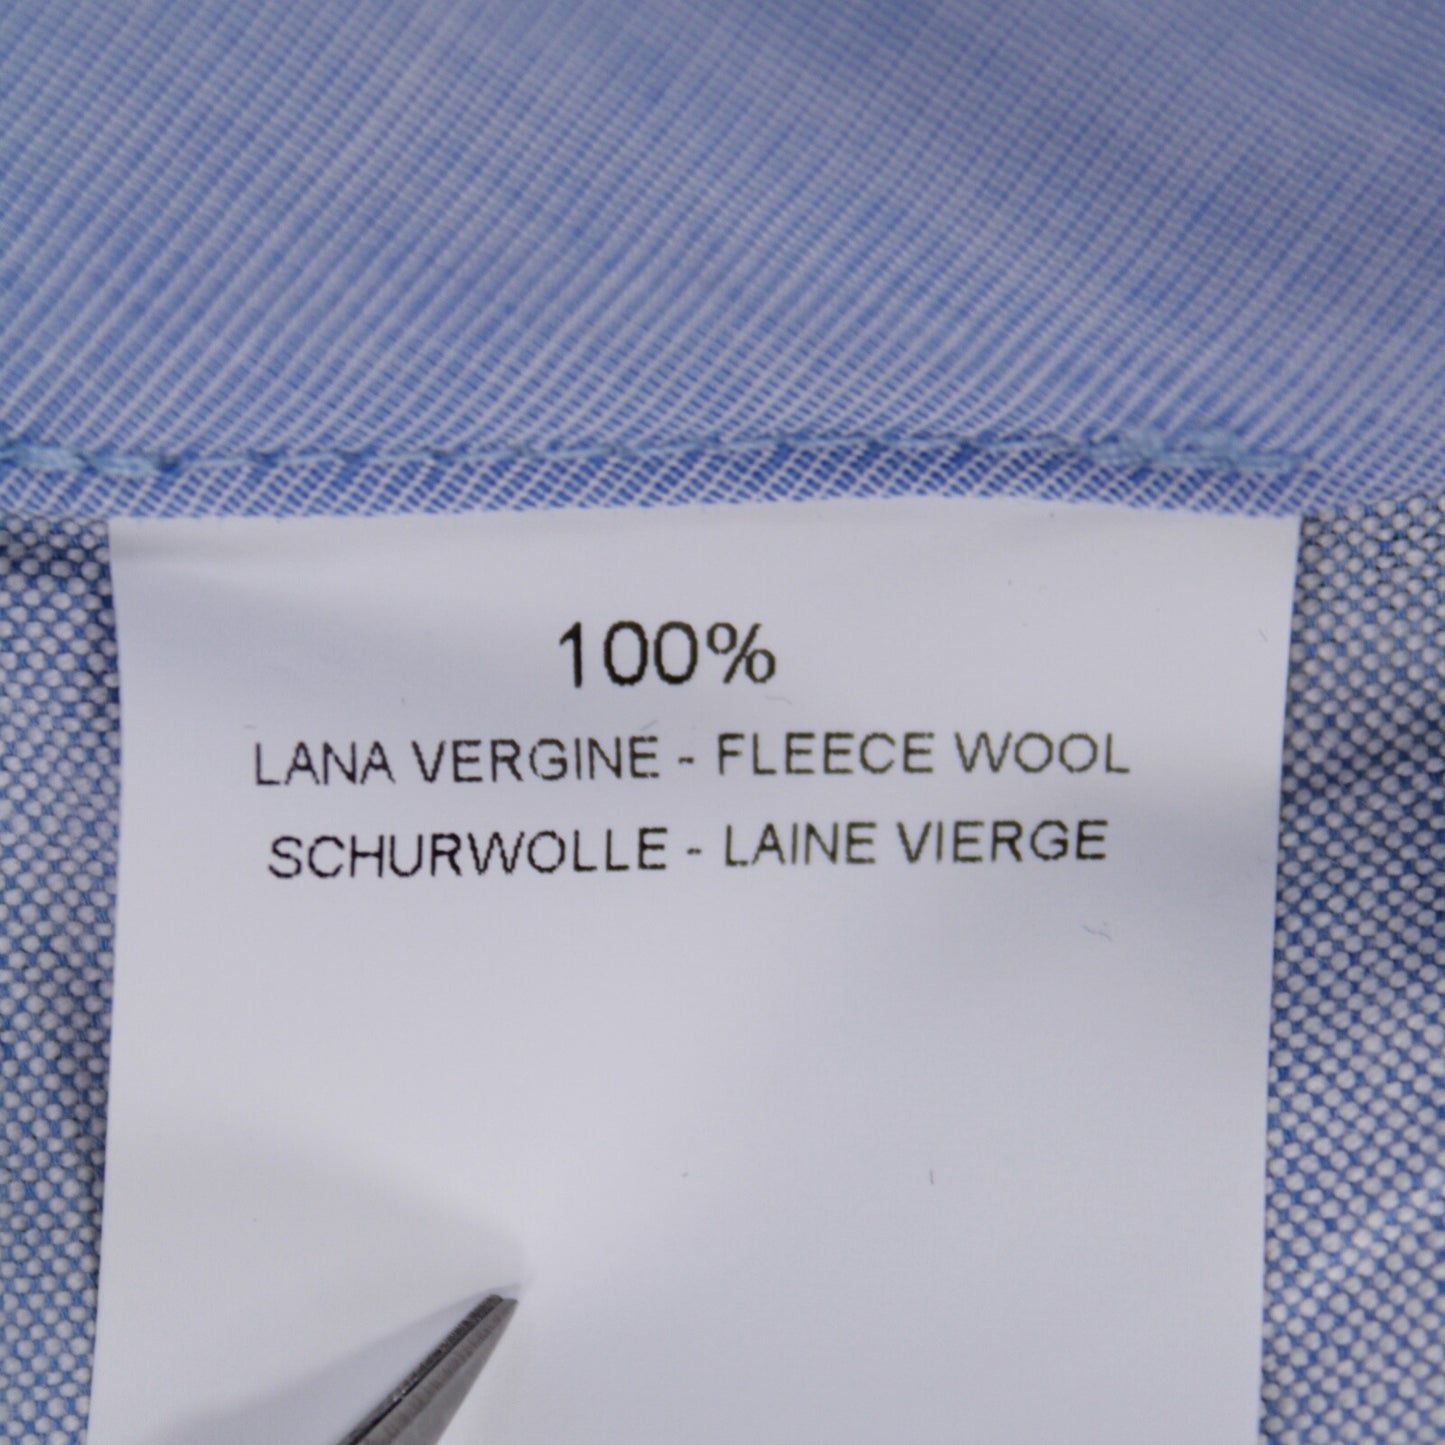 100%
LANA VERGINE - FLEECE WOOL
SCHURWOLLE - LAINE VIERGE